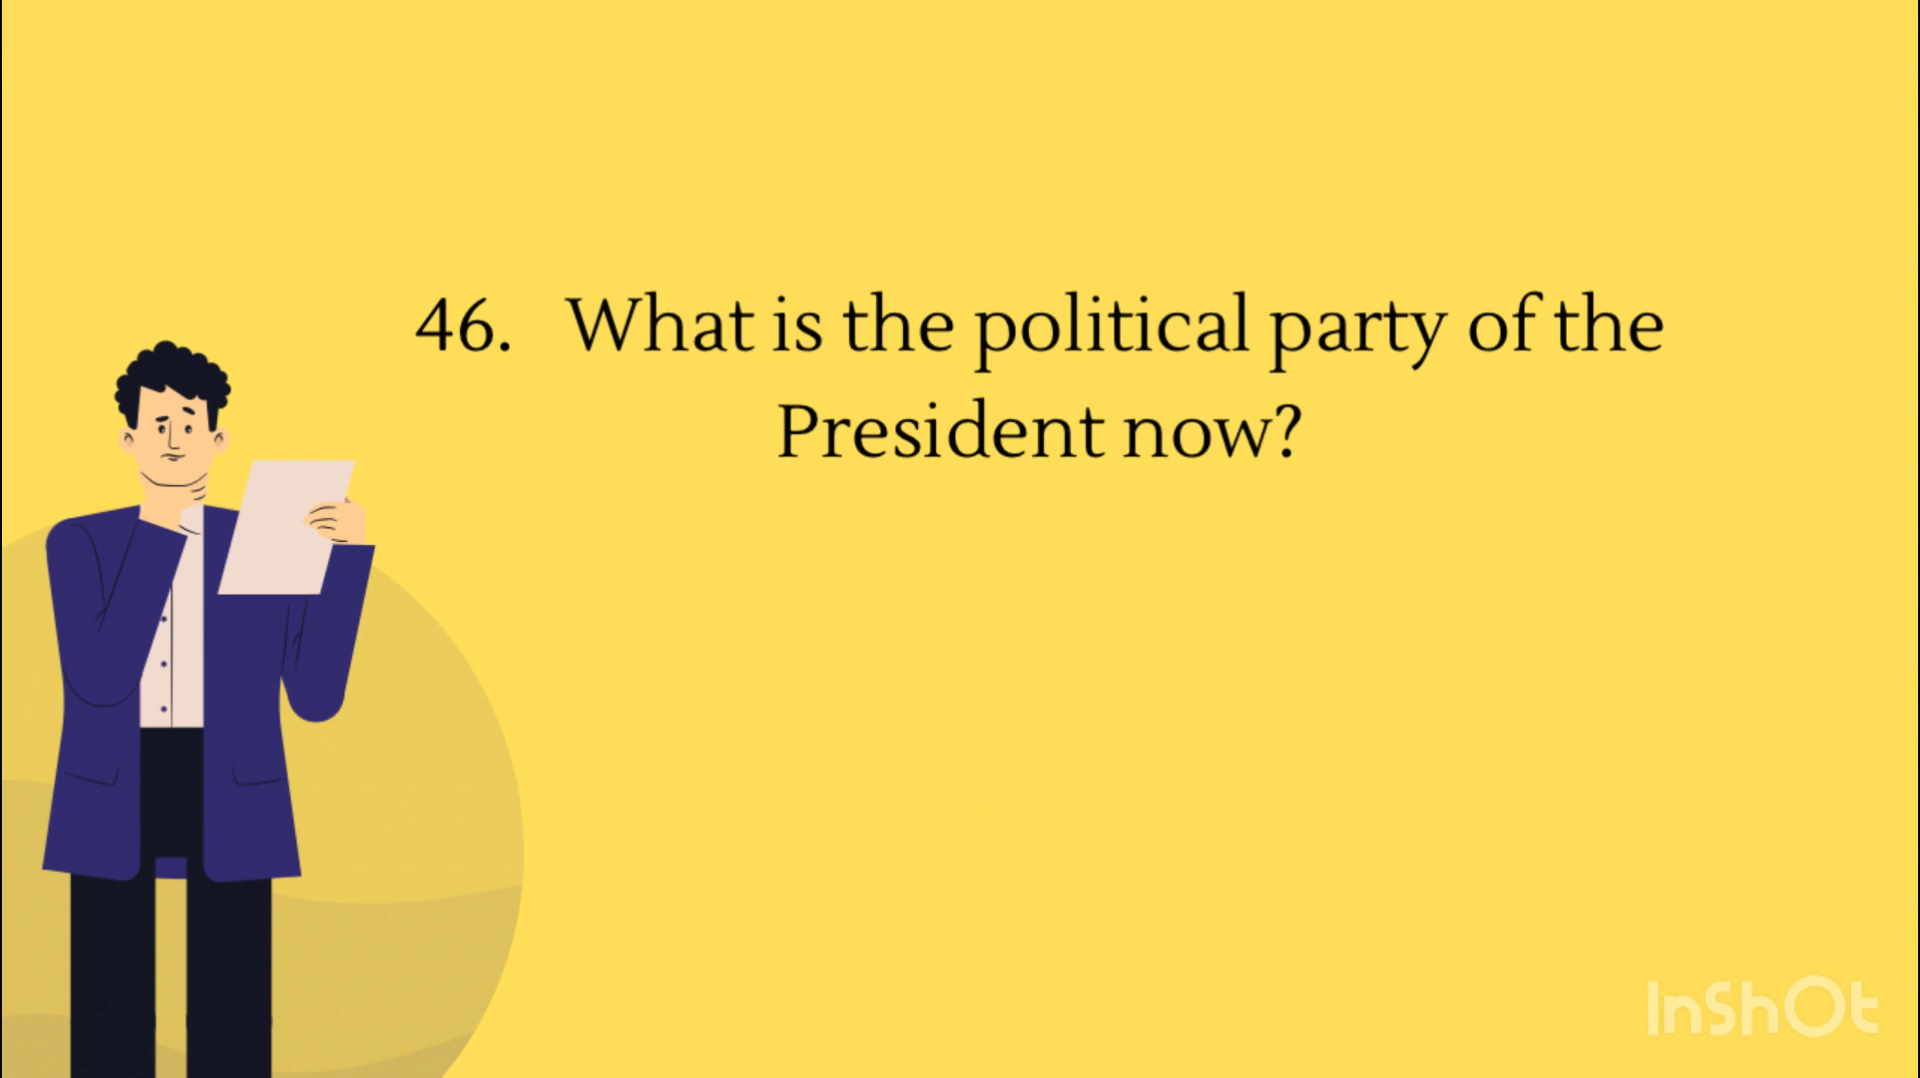 46. What is the political party of the
President now?
InShOt